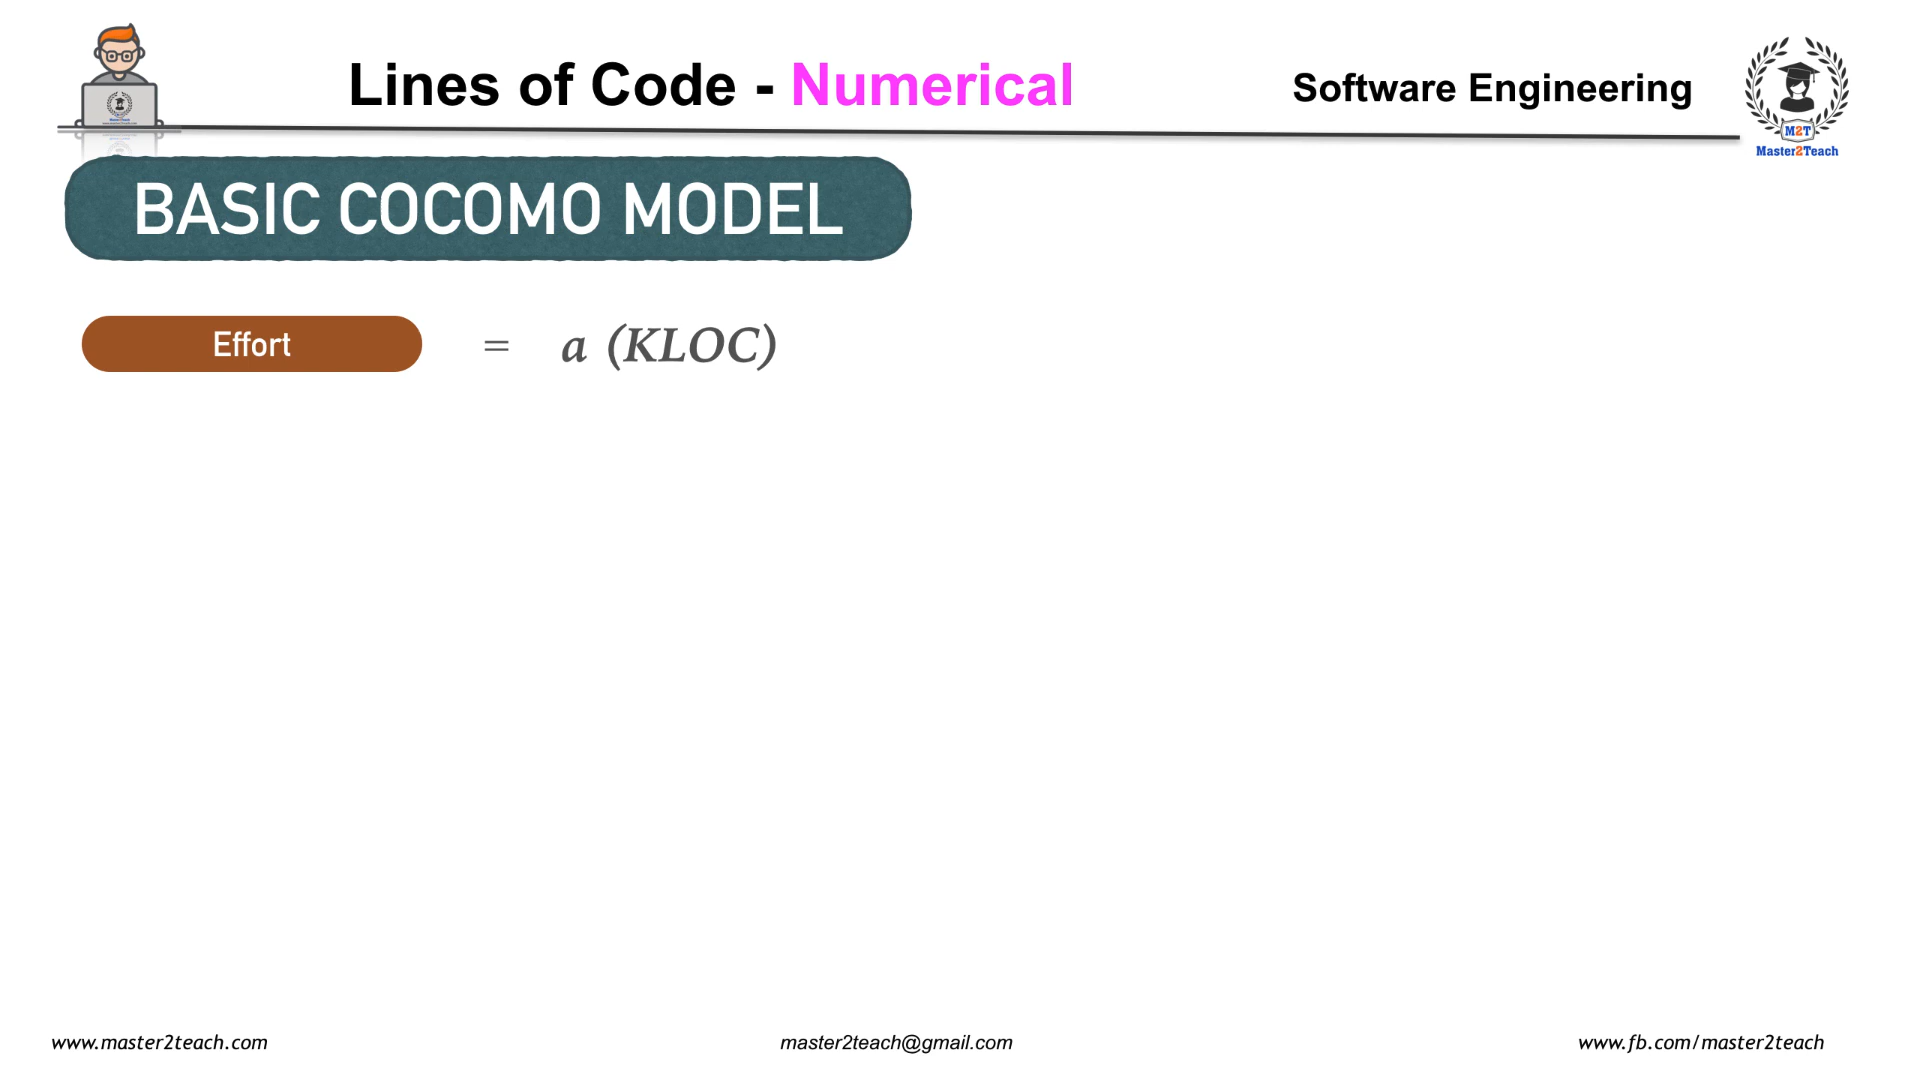 Lines of Code - Numerical
Software Engineering
M2T
Master2Teach
BASIC COCOMO MODEL
Effort = a (KLOC)
www.master2teach.com
master2teach@gmail.com
www.fb.com/master2teach